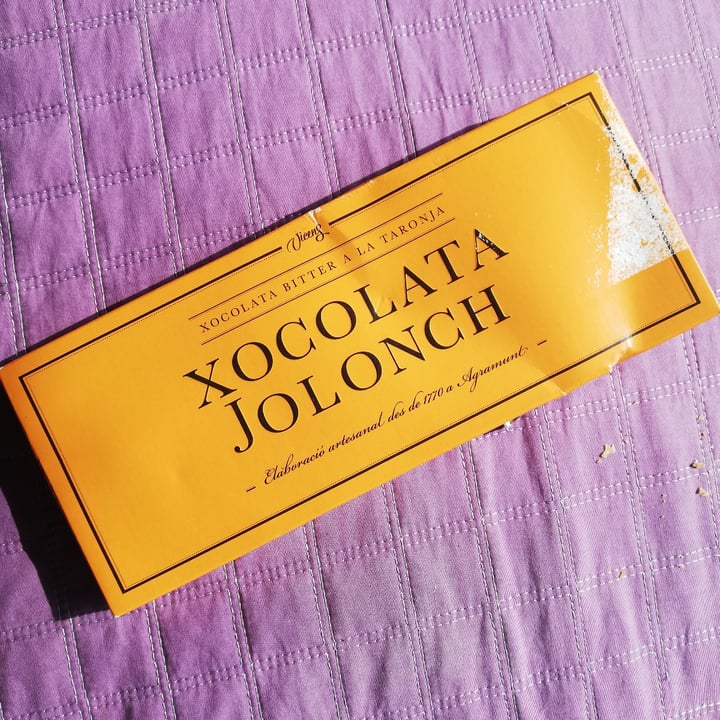 Vicens
XOCOLATA BITTER A LA TARONJA
XOCOLATA
JOLONCH
– Elaboració artesanal des de 1770 a Agramunt –